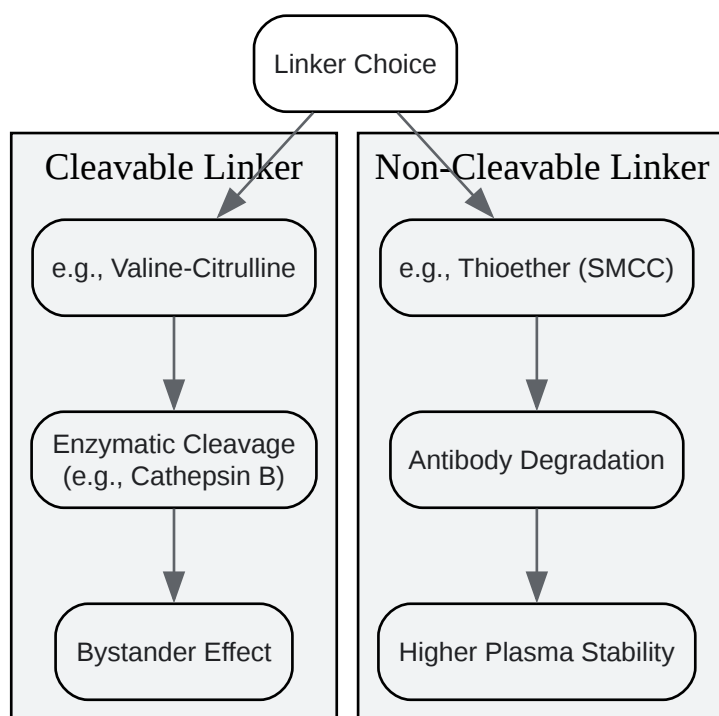 Linker Choice
Cleavable Linker
e.g., Valine-Citrulline
Enzymatic Cleavage
(e.g., Cathepsin B)
Bystander Effect
Non-Cleavable Linker
e.g., Thioether (SMCC)
Antibody Degradation
Higher Plasma Stability